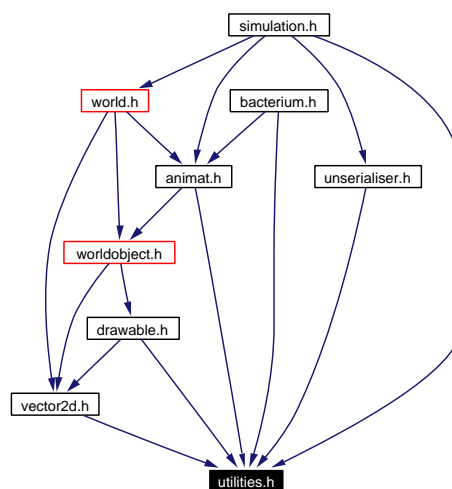 simulation.h
world.h
bacterium.h
animat.h
unserialiser.h
worldobject.h
drawable.h
vector2d.h
utilities.h